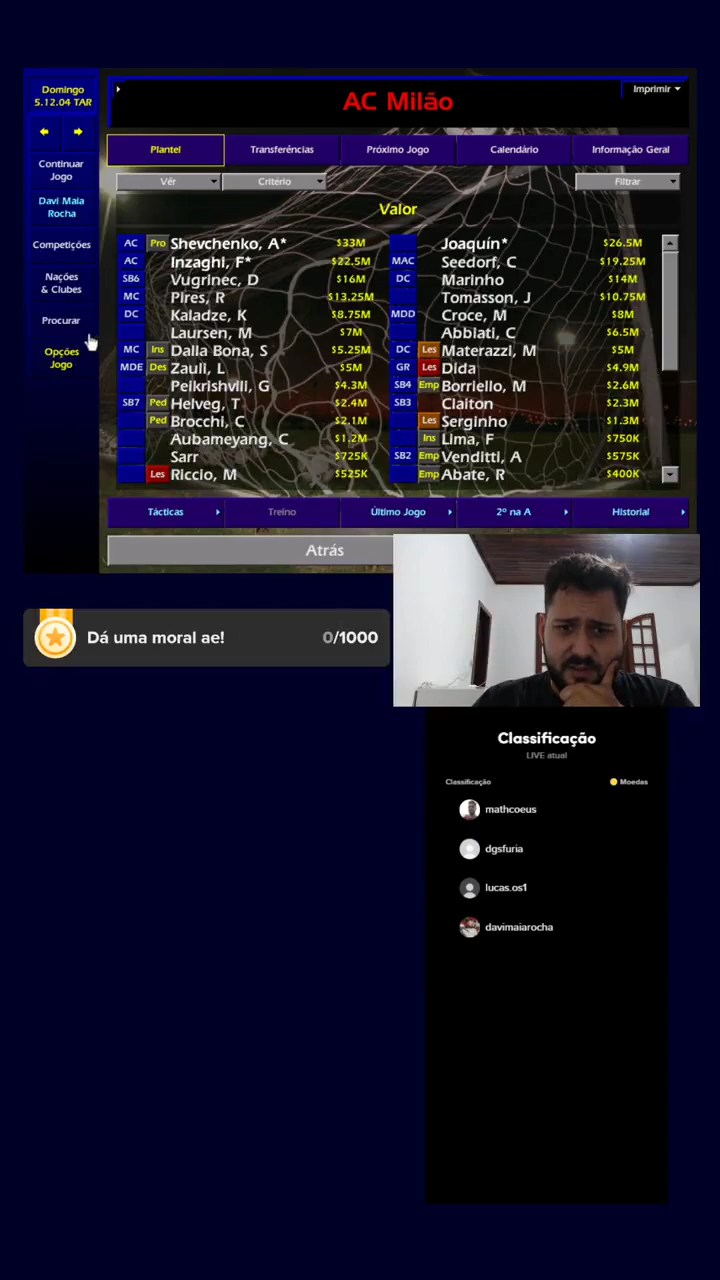 Domingo
5.12.04 TAR
AC Milão
Imprimir
Plantel
Transferências
Próximo Jogo
Calendário
Informação Geral
Continuar
Jogo
Davi Maia
Rocha
Competições
Nações
& Clubes
Procurar
Opções
Jogo
Vér
Critério
Filtrar
Valor
AC Pro Shevchenko, A* $33M Joaquín* $26.5M
AC Inzaghi, F* $22.5M MAC Seedorf, C $19.25M
SB6 Vugrinec, D $16M DC Marinho $14M
MC Pires, R $13.25M Tomasson, J $10.75M
DC Kaladze, K $8.75M MDD Croce, M $8M
Laursen, M $7M Abbiati, C $6.5M
MC Ins Dalla Bona, S $5.25M DC Les Materazzi, M $5M
MDE Des Zauli, L $5M GR Les Dida $4.9M
Peikrishvili, G $4.3M SB4 Emp Borriello, M $2.6M
SB7 Ped Helveg, T $2.4M SB3 Claiton $2.3M
Ped Brocchi, C $2.1M Les Serginho $1.3M
Aubameyang, C $1.2M Ins Lima, F $750K
Sarr $725K SB2 Emp Venditti, A $575K
Les Riccio, M $525K Emp Abate, R $400K
Tácticas
Treino
Último Jogo
2º na A
Historial
Atrás
Dá uma moral ae! 0/1000
Classificação
LIVE atual
Classificação Moedas
mathcoeus
dgsfuria
lucas.os1
davimaiarocha